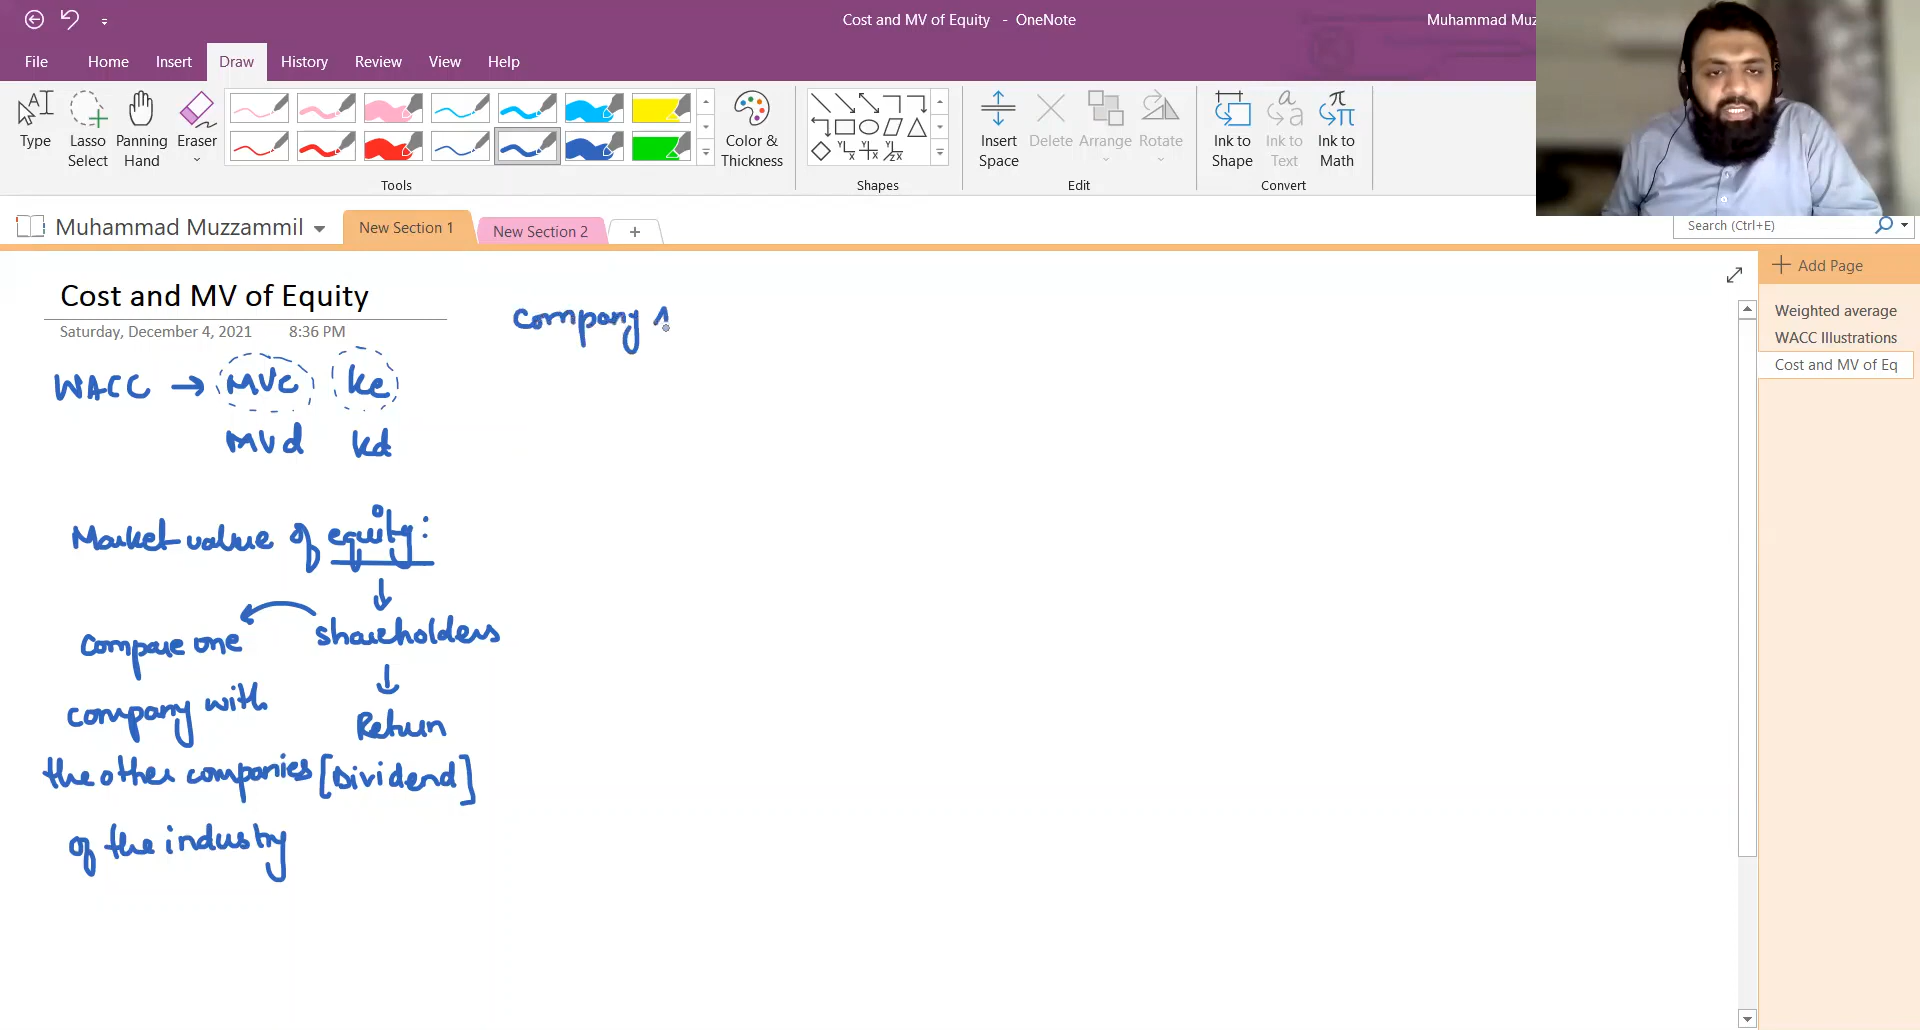 Cost and MV of Equity - OneNote
Muhammad Muz
File Home Insert Draw History Review View Help
Type
Lasso Select
Panning Hand
Eraser
Color & Thickness
Insert Space
Delete
Arrange
Rotate
Ink to Shape
Ink to Text
Ink to Math
Tools
Shapes
Edit
Convert
Muhammad Muzzammil
New Section 1
New Section 2
Search (Ctrl+E)
Add Page
Weighted average
WACC Illustrations
Cost and MV of Eq
Cost and MV of Equity
Saturday, December 4, 2021 8:36 PM
WACC → MVe Ke
MVd Kd
Market value of equity:
↓
shareholders
↓
Return
[Dividend]
compare one
company with
the other companies
of the industry
company